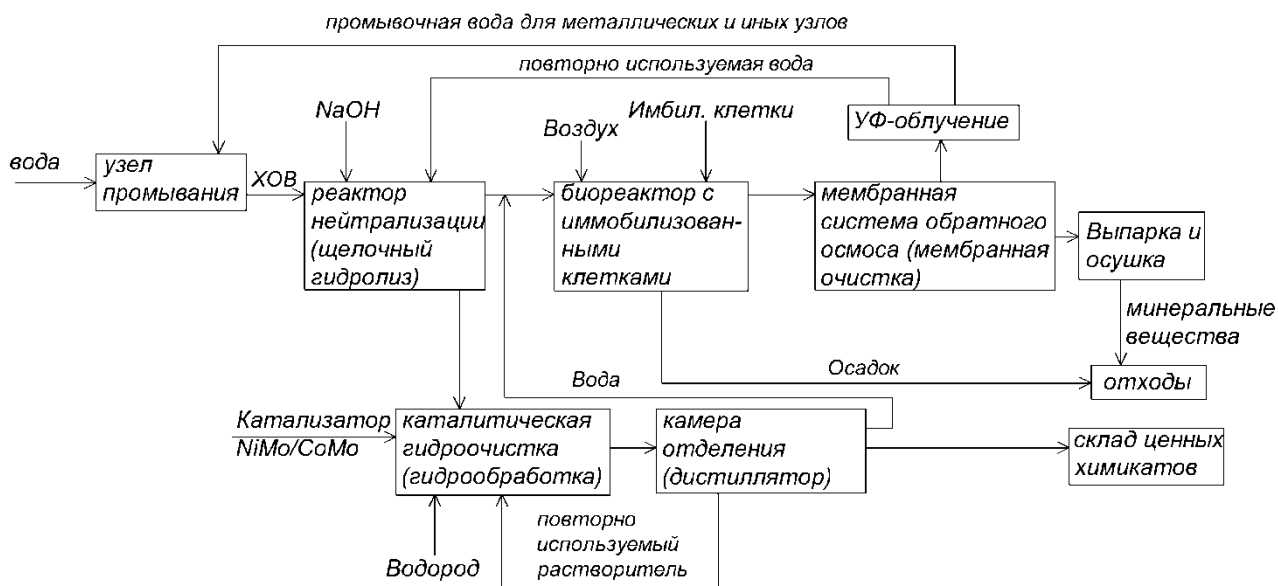 промывочная вода для металлических и иных узлов
повторно используемая вода
NaOH
Воздух
Имбил. клетки
УФ-облучение
вода
узел
промывания
ХОВ
реактор
нейтрализации
(щелочный
гидролиз)
биореактор с
иммобилизован-
ными
клетками
мембранная
система обратного
осмоса (мембранная
очистка)
Выпарка и
осушка
минеральные
вещества
Вода
Осадок
отходы
Катализатор
NiMo/CoMo
каталитическая
гидроочистка
(гидрообработка)
камера
отделения
(дистиллятор)
склад ценных
химикатов
Водород
повторно
используемый
растворитель